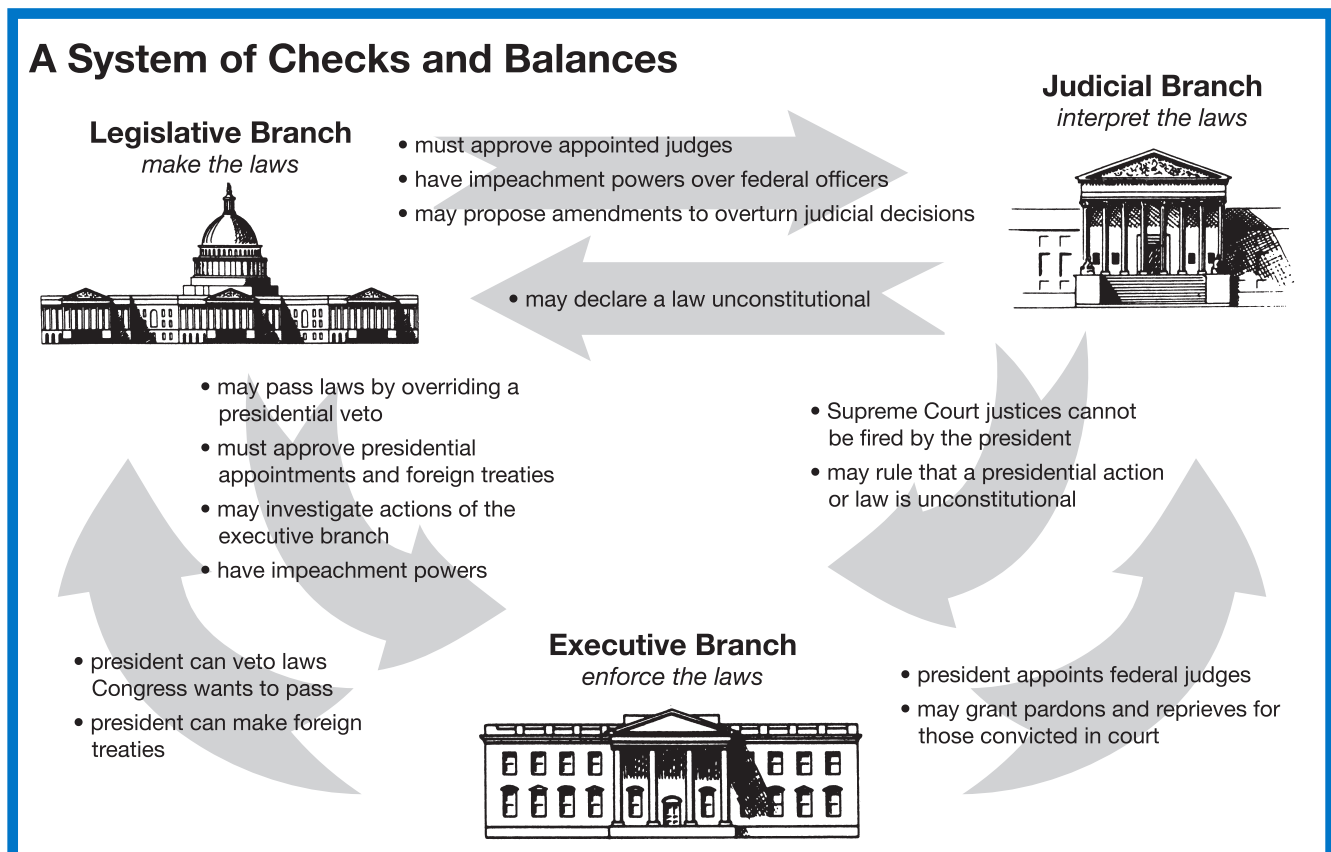 A System of Checks and Balances
Judicial Branch
interpret the laws
Legislative Branch
make the laws
• must approve appointed judges
• have impeachment powers over federal officers
• may propose amendments to overturn judicial decisions
• may declare a law unconstitutional
• may pass laws by overriding a
presidential veto
• must approve presidential
appointments and foreign treaties
• may investigate actions of the
executive branch
• have impeachment powers
• Supreme Court justices cannot
be fired by the president
• may rule that a presidential action
or law is unconstitutional
Executive Branch
enforce the laws
• president can veto laws
Congress wants to pass
• president can make foreign
treaties
• president appoints federal judges
• may grant pardons and reprieves for
those convicted in court